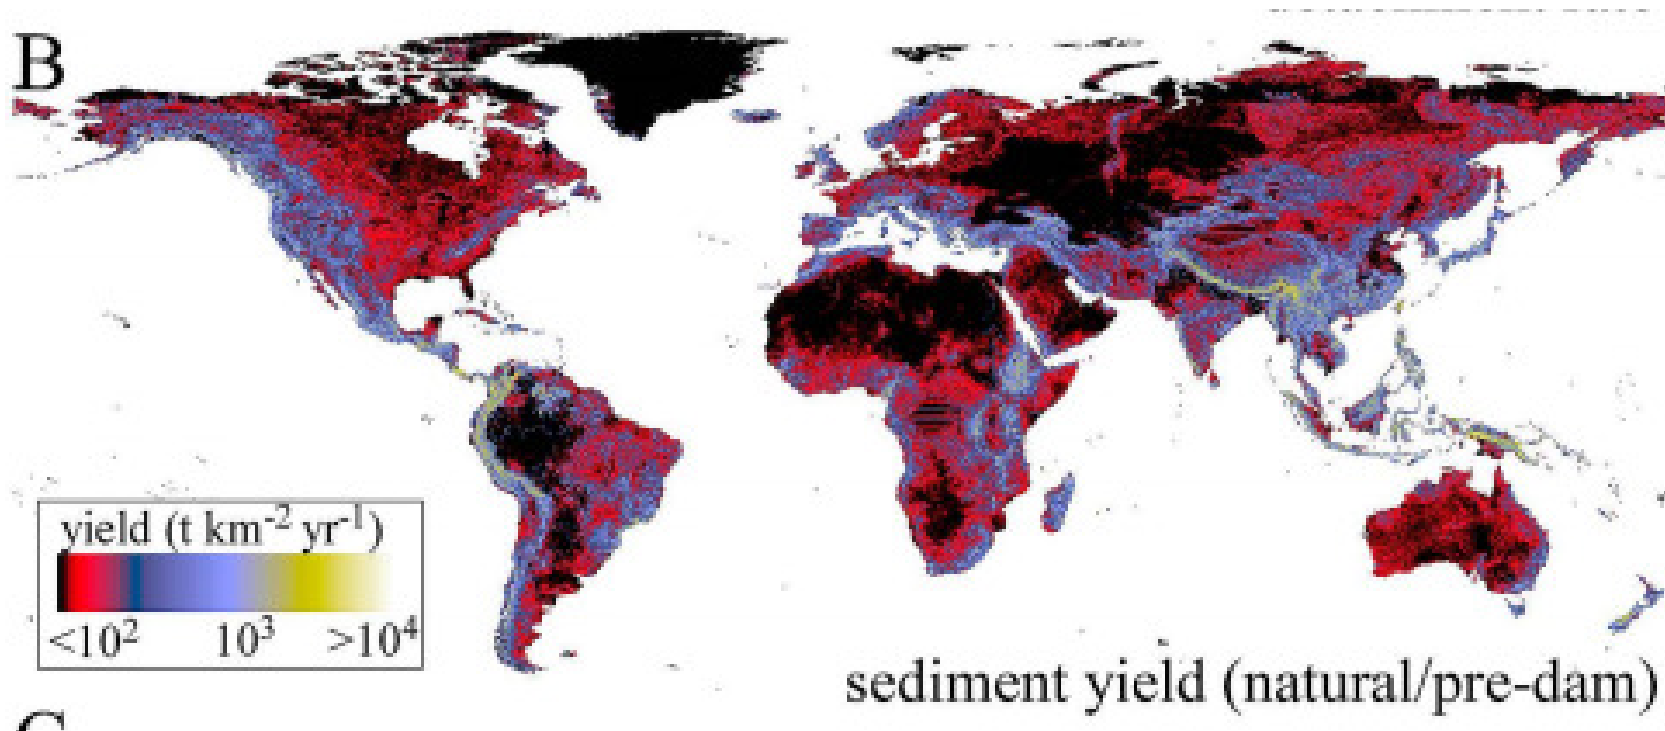 B
yield (t km⁻² yr⁻¹)
<10² 10³ >10⁴
sediment yield (natural/pre-dam)